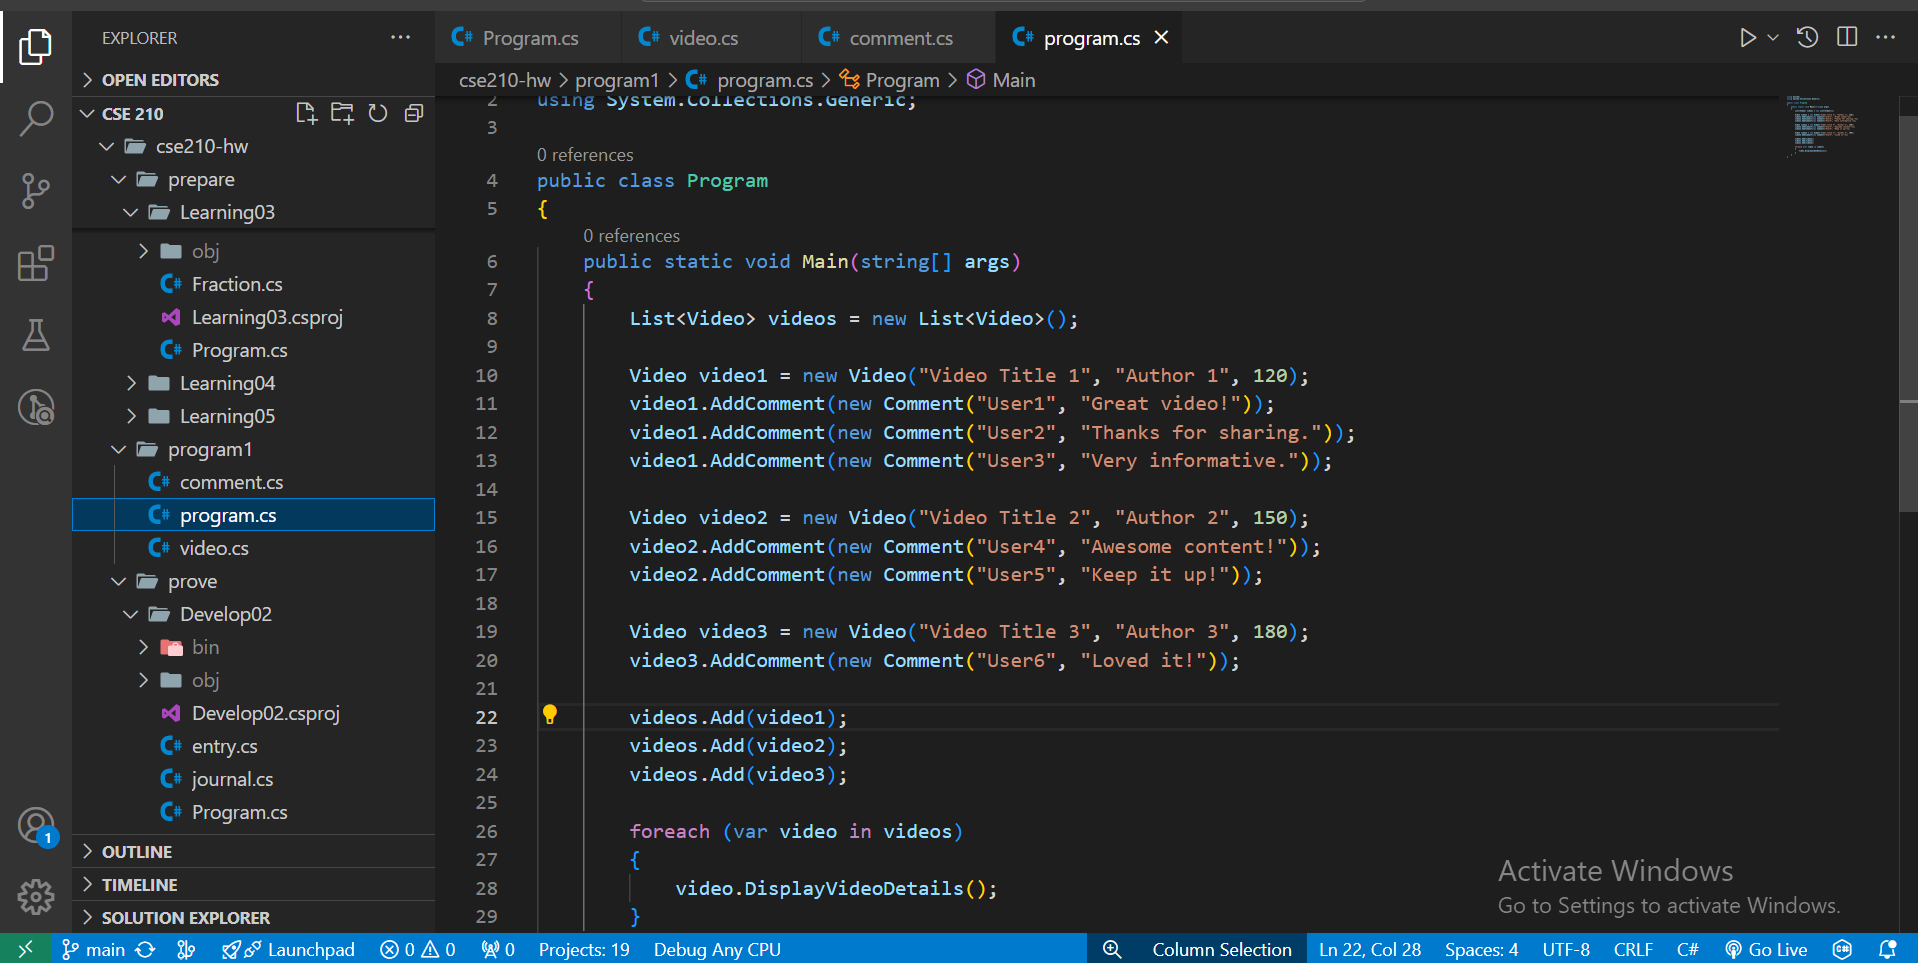 EXPLORER
OPEN EDITORS
CSE 210
cse210-hw
prepare
Learning03
obj
Fraction.cs
Learning03.csproj
Program.cs
Learning04
Learning05
program1
comment.cs
program.cs
video.cs
prove
Develop02
bin
obj
Develop02.csproj
entry.cs
journal.cs
Program.cs
OUTLINE
TIMELINE
SOLUTION EXPLORER
1
Program.cs video.cs comment.cs program.cs
cse210-hw > program1 > program.cs > Program > Main
2 using System.Collections.Generic;
3
0 references
4 public class Program
5 {
0 references
6 public static void Main(string[] args)
7 {
8 List<Video> videos = new List<Video>();
9
10 Video video1 = new Video("Video Title 1", "Author 1", 120);
11 video1.AddComment(new Comment("User1", "Great video!"));
12 video1.AddComment(new Comment("User2", "Thanks for sharing."));
13 video1.AddComment(new Comment("User3", "Very informative."));
14
15 Video video2 = new Video("Video Title 2", "Author 2", 150);
16 video2.AddComment(new Comment("User4", "Awesome content!"));
17 video2.AddComment(new Comment("User5", "Keep it up!"));
18
19 Video video3 = new Video("Video Title 3", "Author 3", 180);
20 video3.AddComment(new Comment("User6", "Loved it!"));
21
22 videos.Add(video1);
23 videos.Add(video2);
24 videos.Add(video3);
25
26 foreach (var video in videos)
27 {
28 video.DisplayVideoDetails();
29 }
Activate Windows
Go to Settings to activate Windows.
main Launchpad 0 0 0 Projects: 19 Debug Any CPU Column Selection Ln 22, Col 28 Spaces: 4 UTF-8 CRLF C# Go Live